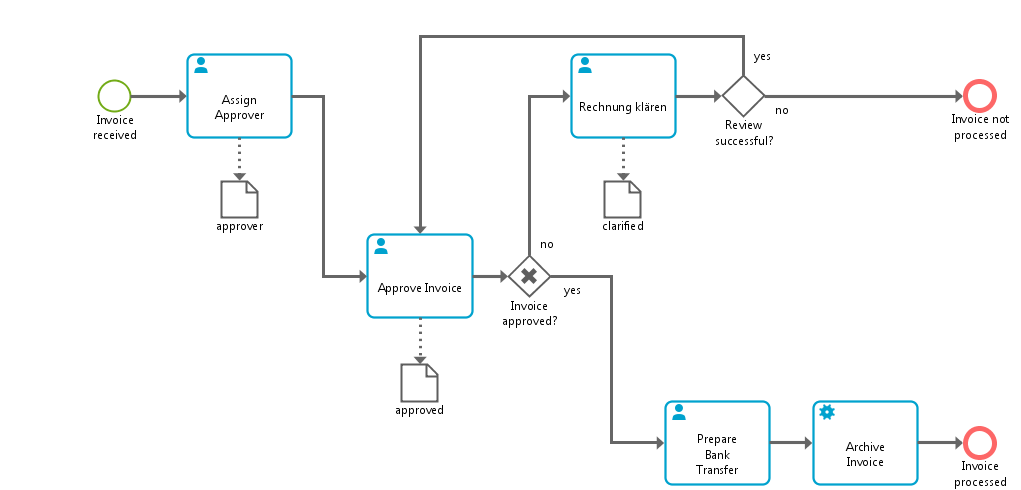 yes
Assign
Approver
Rechnung klären
no
Invoice
received
Review
successful?
Invoice not
processed
approver
clarified
no
Approve Invoice
yes
Invoice
approved?
approved
Prepare
Bank
Transfer
Archive
Invoice
Invoice
processed